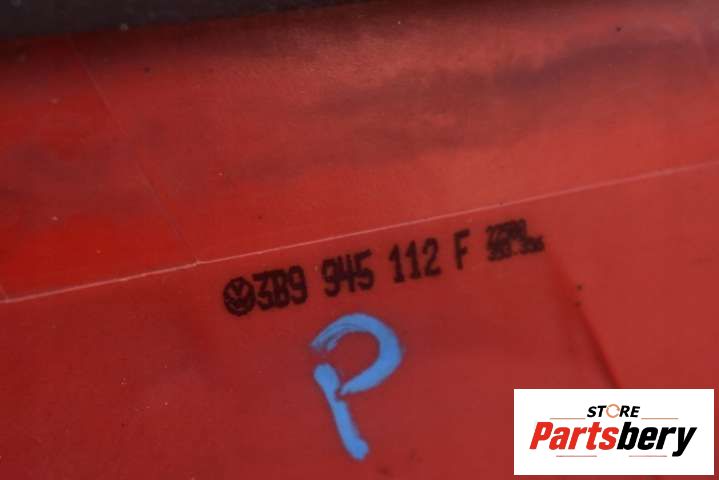 3B9 945 112 F
P
STORE
Partsbery